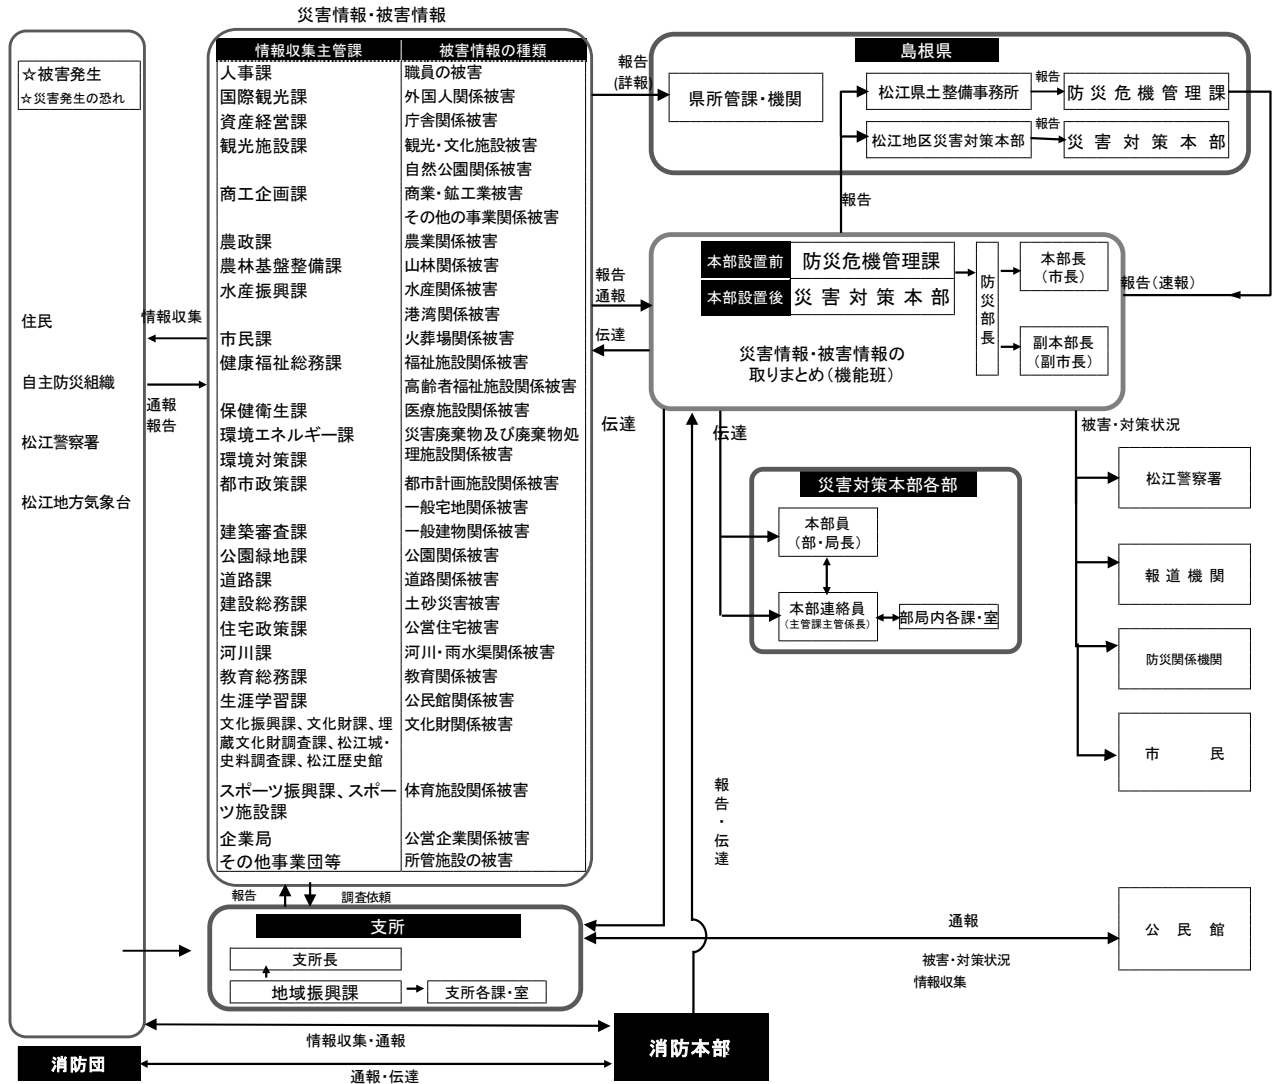 災害情報・被害情報
☆被害発生
☆災害発生の恐れ
住民
自主防災組織
松江警察署
松江地方気象台
消防団
情報収集
通報
報告
情報収集主管課 被害情報の種類
人事課 職員の被害
国際観光課 外国人関係被害
資産経営課 庁舎関係被害
観光施設課 観光・文化施設被害
自然公園関係被害
商工企画課 商業・鉱工業被害
その他の事業関係被害
農政課 農業関係被害
農林基盤整備課 山林関係被害
水産振興課 水産関係被害
港湾関係被害
市民課 火葬場関係被害
健康福祉総務課 福祉施設関係被害
高齢者福祉施設関係被害
保健衛生課 医療施設関係被害
環境エネルギー課 災害廃棄物及び廃棄物処
環境対策課 理施設関係被害
都市政策課 都市計画施設関係被害
一般宅地関係被害
建築審査課 一般建物関係被害
公園緑地課 公園関係被害
道路課 道路関係被害
建設総務課 土砂災害被害
住宅政策課 公営住宅被害
河川課 河川・雨水渠関係被害
教育総務課 教育関係被害
生涯学習課 公民館関係被害
文化振興課、文化財課、埋 文化財関係被害
蔵文化財調査課、松江城・
史料調査課、松江歴史館
スポーツ振興課、スポー 体育施設関係被害
ツ施設課
企業局 公営企業関係被害
その他事業団等 所管施設の被害
報告
調査依頼
支所
支所長
地域振興課
支所各課・室
情報収集・通報
通報・伝達
消防本部
報告
(詳報)
島根県
県所管課・機関
松江県土整備事務所
報告
防災危機管理課
松江地区災害対策本部
報告
災害対策本部
報告
報告
通報
伝達
本部設置前 防災危機管理課
本部設置後 災害対策本部
防災部長
本部長
(市長)
副本部長
(副市長)
災害情報・被害情報の
取りまとめ(機能班)
報告(速報)
伝達
伝達
被害・対策状況
災害対策本部各部
本部員
(部・局長)
本部連絡員
(主管課主管係長)
部局内各課・室
松江警察署
報道機関
防災関係機関
市民
報告・伝達
公民館
通報
被害・対策状況
情報収集